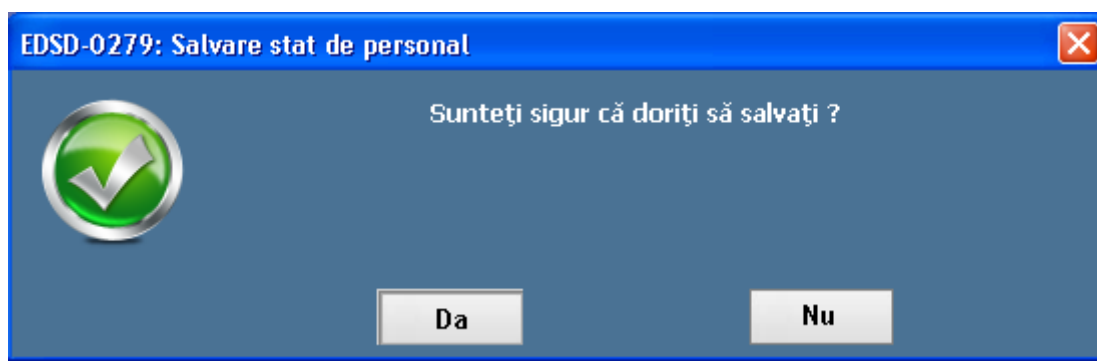 EDSD-0279: Salvare stat de personal
Sunteţi sigur că doriţi să salvaţi ?
Da
Nu